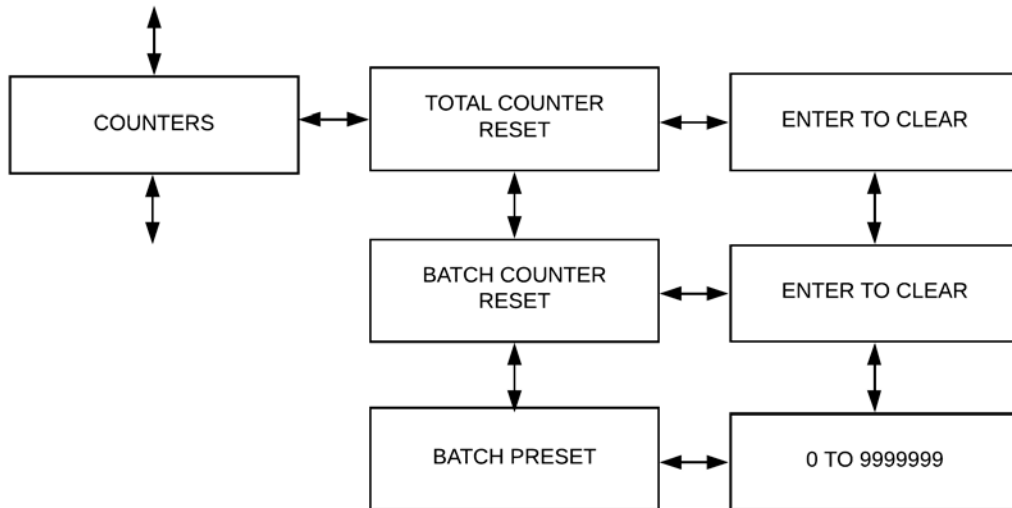 COUNTERS
TOTAL COUNTER
RESET
ENTER TO CLEAR
BATCH COUNTER
RESET
ENTER TO CLEAR
BATCH PRESET
0 TO 9999999